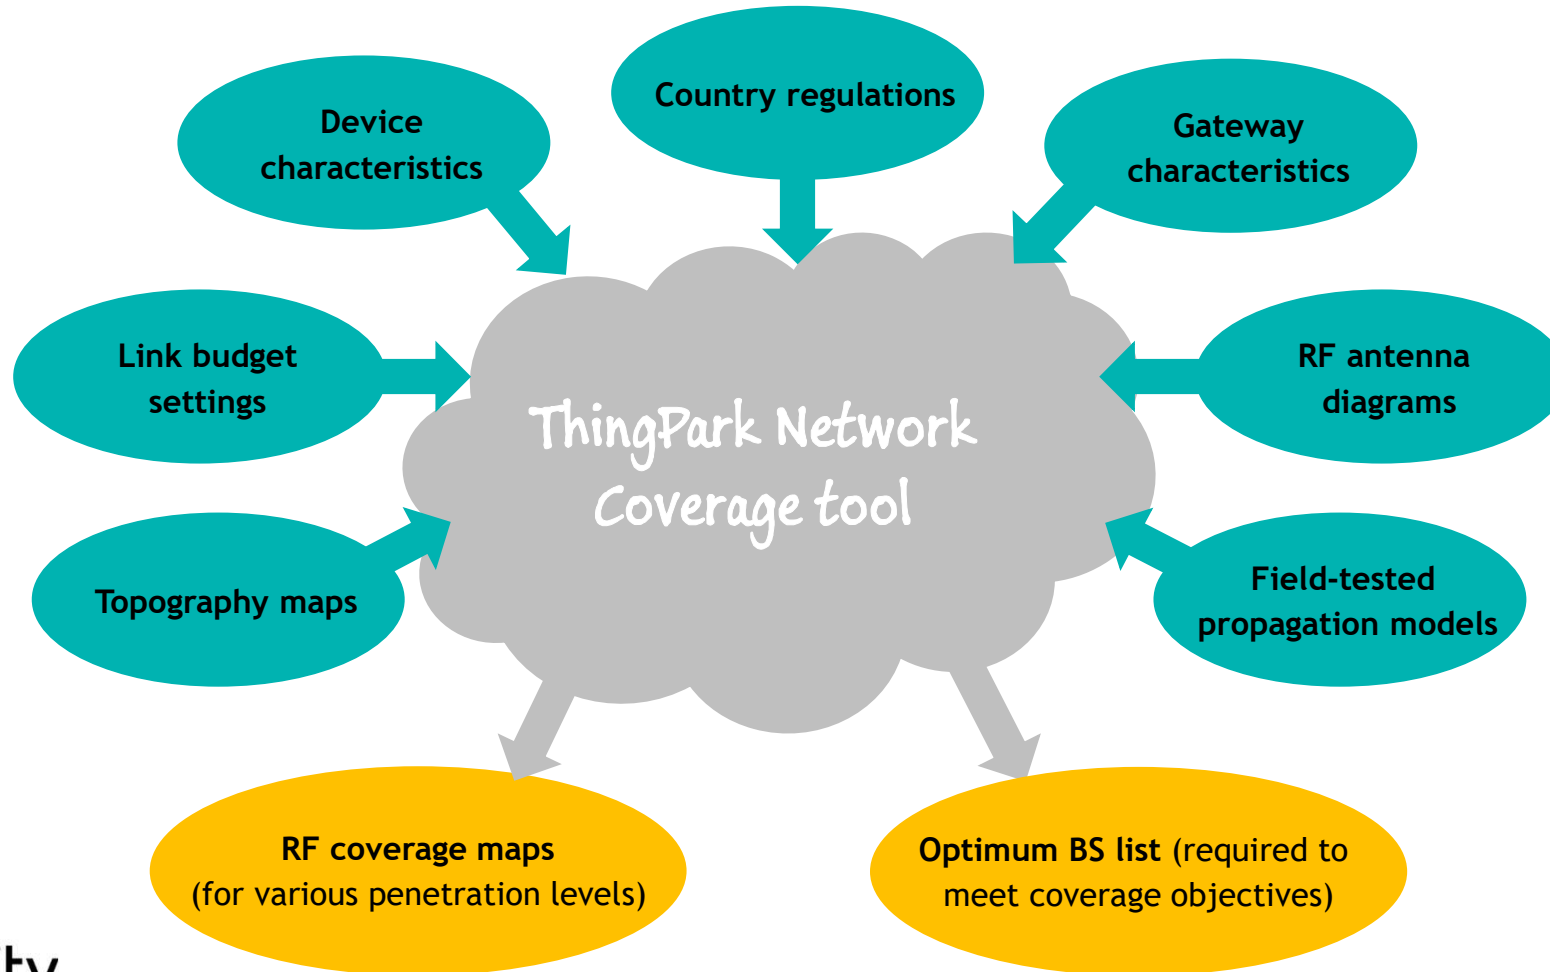 Country regulations
Device
characteristics
Gateway
characteristics
Link budget
settings
RF antenna
diagrams
ThingPark Network
Coverage tool
Topography maps
Field-tested
propagation models
RF coverage maps
(for various penetration levels)
Optimum BS list (required to
meet coverage objectives)